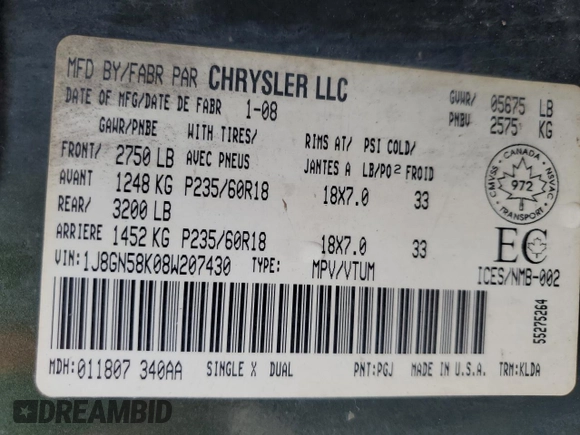 MFD BY/FABR PAR CHRYSLER LLC
DATE OF MFG/DATE DE FABR 1-08
GVWR/ 05675 LB
PNBV 2575 KG
GAWR/PNBE WITH TIRES/ RIMS AT/ PSI COLD/
FRONT/ 2750 LB AVEC PNEUS JANTES A LB/PO2 FROID
AVANT 1248 KG P235/60R18 18X7.0 33
REAR/ 3200 LB
ARRIERE 1452 KG P235/60R18 18X7.0 33
CANADA
CMVSS NSVAC
972
TRANSPORT
EC
ICES/NMB-002
VIN:1J8GN58K08W207430 TYPE: MPV/VTUM
55275264
MDH:011807 340AA SINGLE X DUAL PNT:PGJ MADE IN U.S.A. TRM:KLDA
DREAMBID